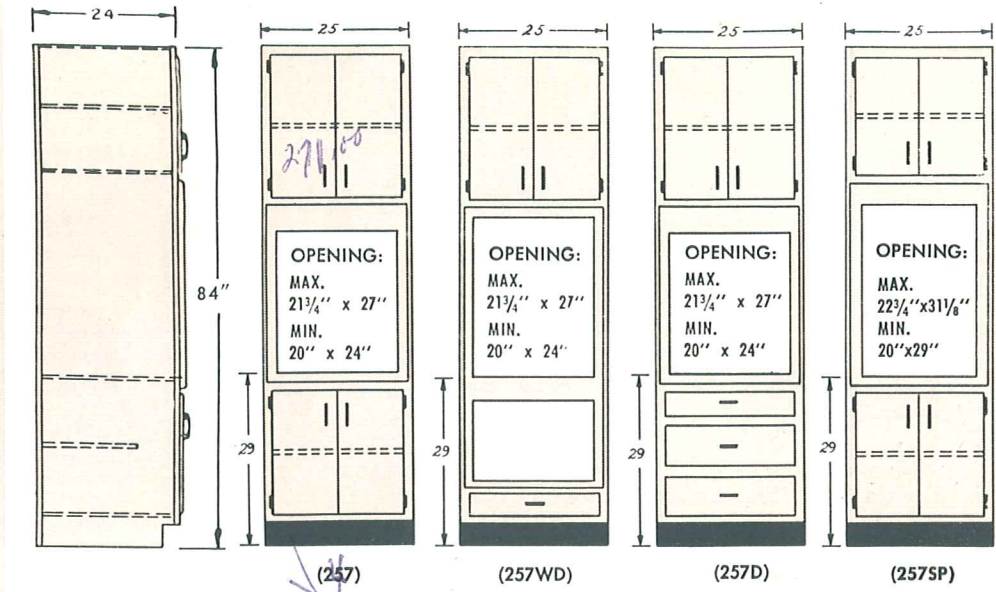 24
25
25
25
25
271.00
84"
OPENING:
MAX.
21¾" x 27"
MIN.
20" x 24"
OPENING:
MAX.
21¾" x 27"
MIN.
20" x 24"
OPENING:
MAX.
21¾" x 27"
MIN.
20" x 24"
OPENING:
MAX.
22¾"x31⅛"
MIN.
20"x29"
29
29
29
29
(257)
(257WD)
(257D)
(257SP)